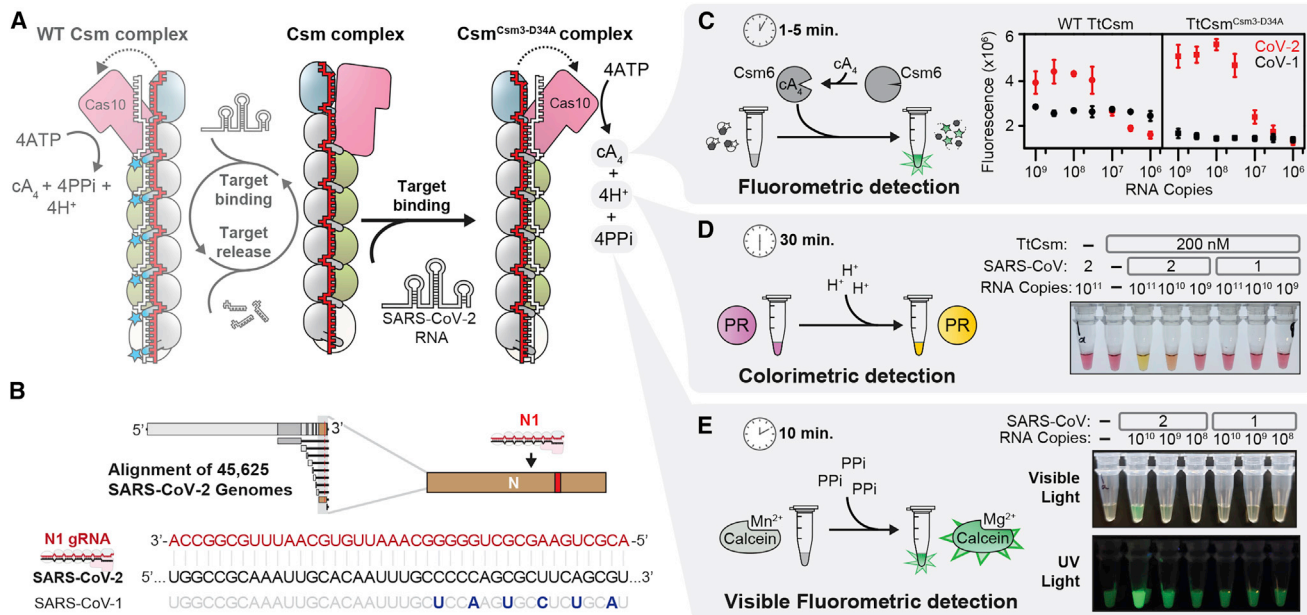 A
WT Csm complex
Cas10
4ATP
cA4 + 4PPi +
4H+
Target
binding
Target
release
Csm complex
Target
binding
SARS-CoV-2
RNA
Csm^Csm3-D34A complex
4ATP
Cas10
cA4
+
4H+
+
4PPi
B
5' 3'
Alignment of 45,625
SARS-CoV-2 Genomes
N1
N
N1 gRNA 3'-ACCGGCGUUUAACGUGUUAAACGGGGGUCGCGAAGUCGCA-5'
SARS-CoV-2 5'...UGGCCGCAAAUUGCACAAUUUGCCCCCAGCGCUUCAGCGU...3'
SARS-CoV-1 UGGCCGCAAAUUGCACAAUUUGCUCCAAGUGCCUCUGCAU
C
1-5 min.
Csm6 cA4 cA4 Csm6
Fluorometric detection
WT TtCsm TtCsm^Csm3-D34A
CoV-2
CoV-1
Fluorescence (x10^6)
6
4
2
10^9 10^8 10^7 10^6 10^9 10^8 10^7 10^6
RNA Copies
D
30 min.
H+
H+ H+
PR PR
Colorimetric detection
TtCsm: – 200 nM
SARS-CoV: 2 – 2 1
RNA Copies: 10^11 – 10^11 10^10 10^9 10^11 10^10 10^9
E
10 min.
PPi
PPi
PPi PPi
Mn2+
Calcein
Mg2+
Calcein
Visible Fluorometric detection
SARS-CoV: – 2 1
RNA Copies: – 10^10 10^9 10^8 10^10 10^9 10^8
Visible
Light
UV
Light